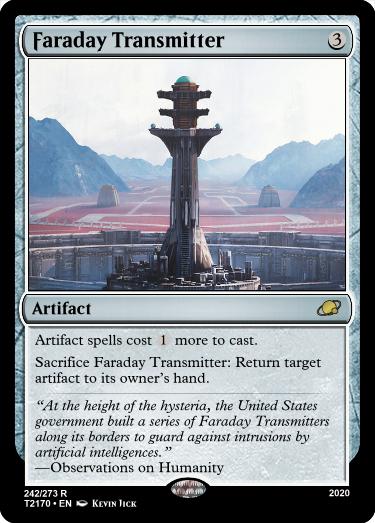 Faraday Transmitter 3
Artifact
Artifact spells cost 1 more to cast.
Sacrifice Faraday Transmitter: Return target
artifact to its owner's hand.
"At the height of the hysteria, the United States
government built a series of Faraday Transmitters
along its borders to guard against intrusions by
artificial intelligences."
—Observations on Humanity
242/273 R 2020
T2170 • EN Kevin Jick